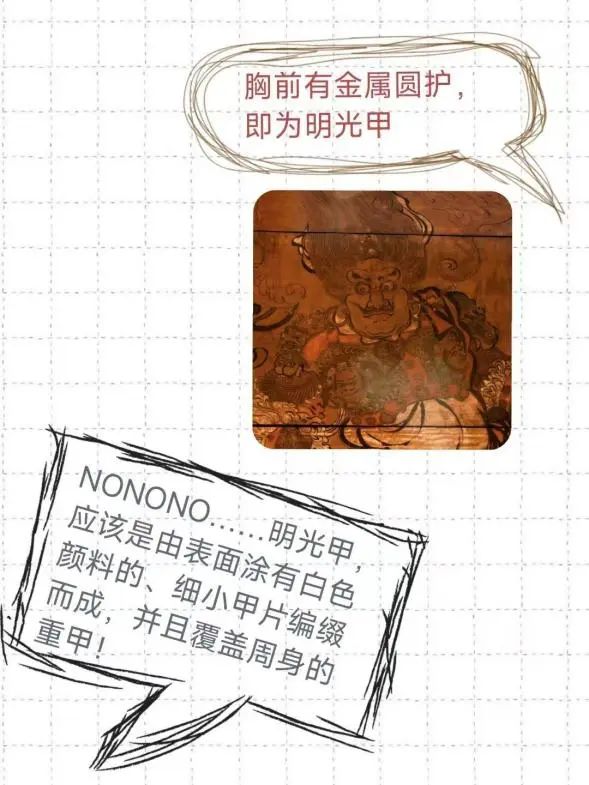 胸前有金属圆护，
即为明光甲
NONONO……明光甲，
应该是由表面涂有白色
颜料的、细小甲片编缀
而成，并且覆盖周身的
重甲！